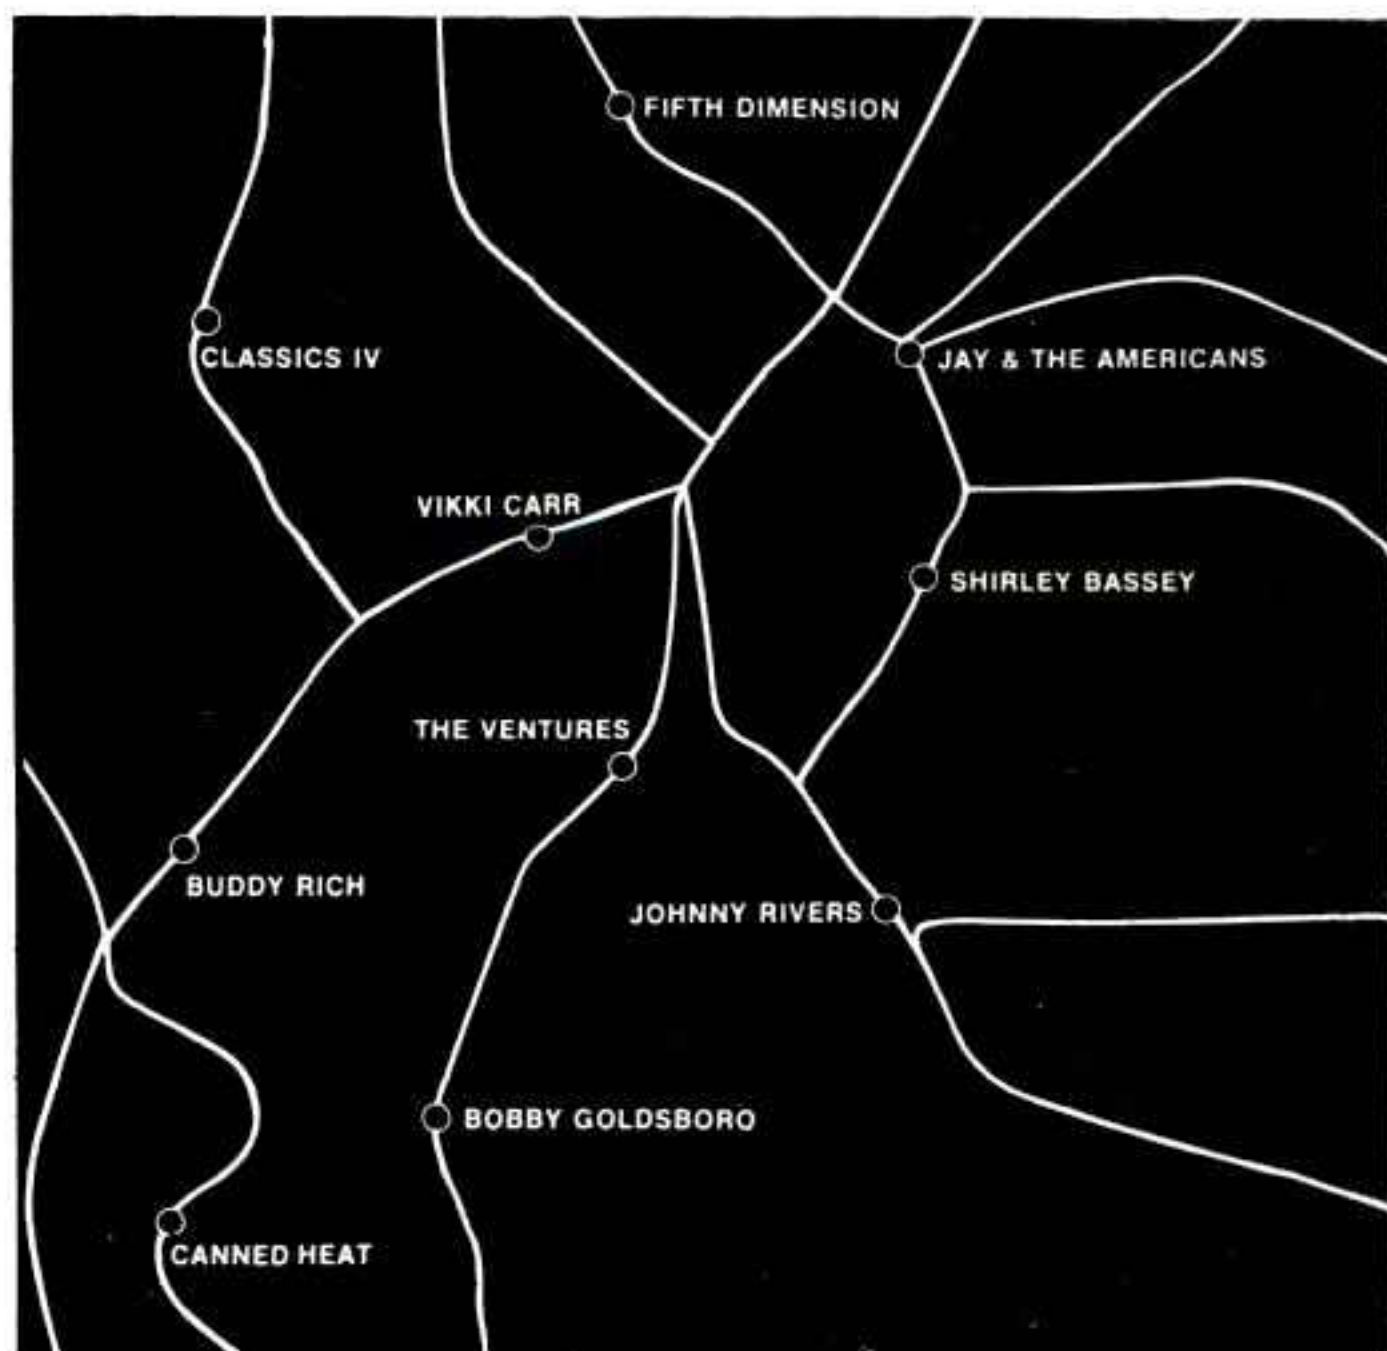 FIFTH DIMENSION
CLASSICS IV
JAY & THE AMERICANS
VIKKI CARR
SHIRLEY BASSEY
THE VENTURES
BUDDY RICH
JOHNNY RIVERS
BOBBY GOLDSBORO
CANNED HEAT